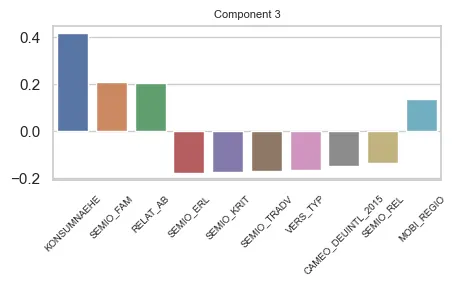 Component 3
0.4
0.2
0.0
−0.2
KONSUMNAEHE
SEMIO_FAM
RELAT_AB
SEMIO_ERL
SEMIO_KRIT
SEMIO_TRADV
VERS_TYP
CAMEO_DEUINTL_2015
SEMIO_REL
MOBI_REGIO